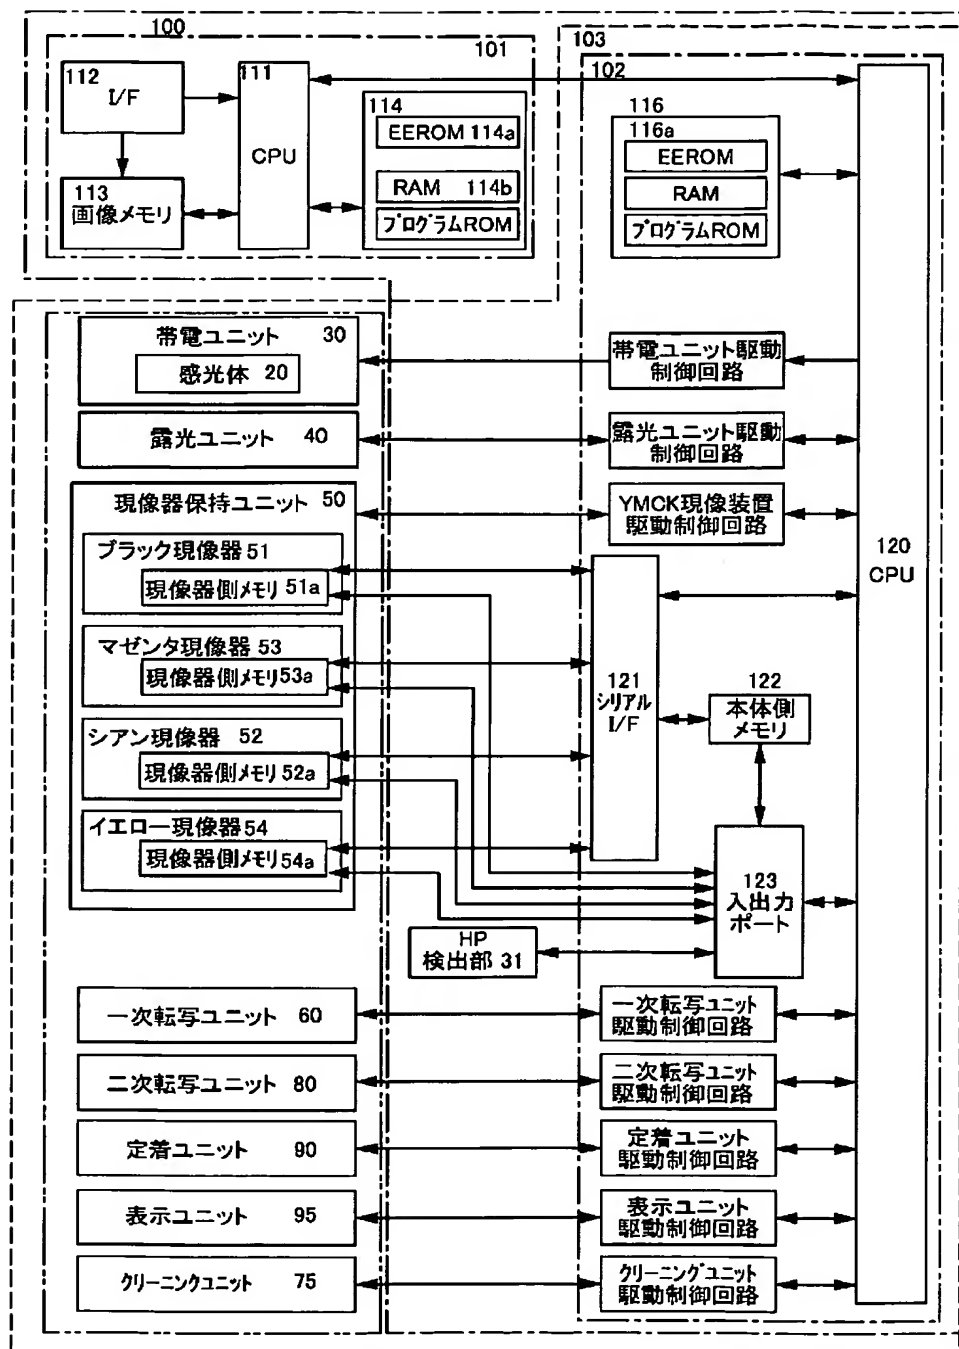 100
101
112
I/F
111
CPU
113
画像メモリ
114
EEROM 114a
RAM 114b
プログラムROM
103
102
116
116a
EEROM
RAM
プログラムROM
120
CPU
帯電ユニット 30
感光体 20
帯電ユニット駆動
制御回路
露光ユニット 40
露光ユニット駆動
制御回路
現像器保持ユニット 50
YMCK現像装置
駆動制御回路
ブラック現像器 51
現像器側メモリ 51a
マゼンタ現像器 53
現像器側メモリ53a
シアン現像器 52
現像器側メモリ 52a
イエロー現像器 54
現像器側メモリ54a
121
シリアル
I/F
122
本体側
メモリ
123
入出力
ポート
HP
検出部 31
一次転写ユニット 60
一次転写ユニット
駆動制御回路
二次転写ユニット 80
二次転写ユニット
駆動制御回路
定着ユニット 90
定着ユニット
駆動制御回路
表示ユニット 95
表示ユニット
駆動制御回路
クリーニングユニット 75
クリーニングユニット
駆動制御回路